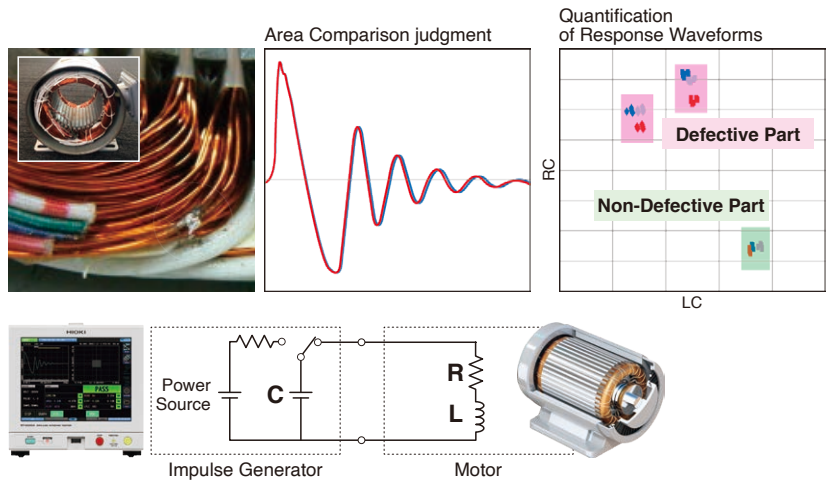 Area Comparison judgment
Quantification
of Response Waveforms
RC
Defective Part
Non-Defective Part
LC
HIOKI
PASS
Power
Source
C
R
L
Impulse Generator
Motor